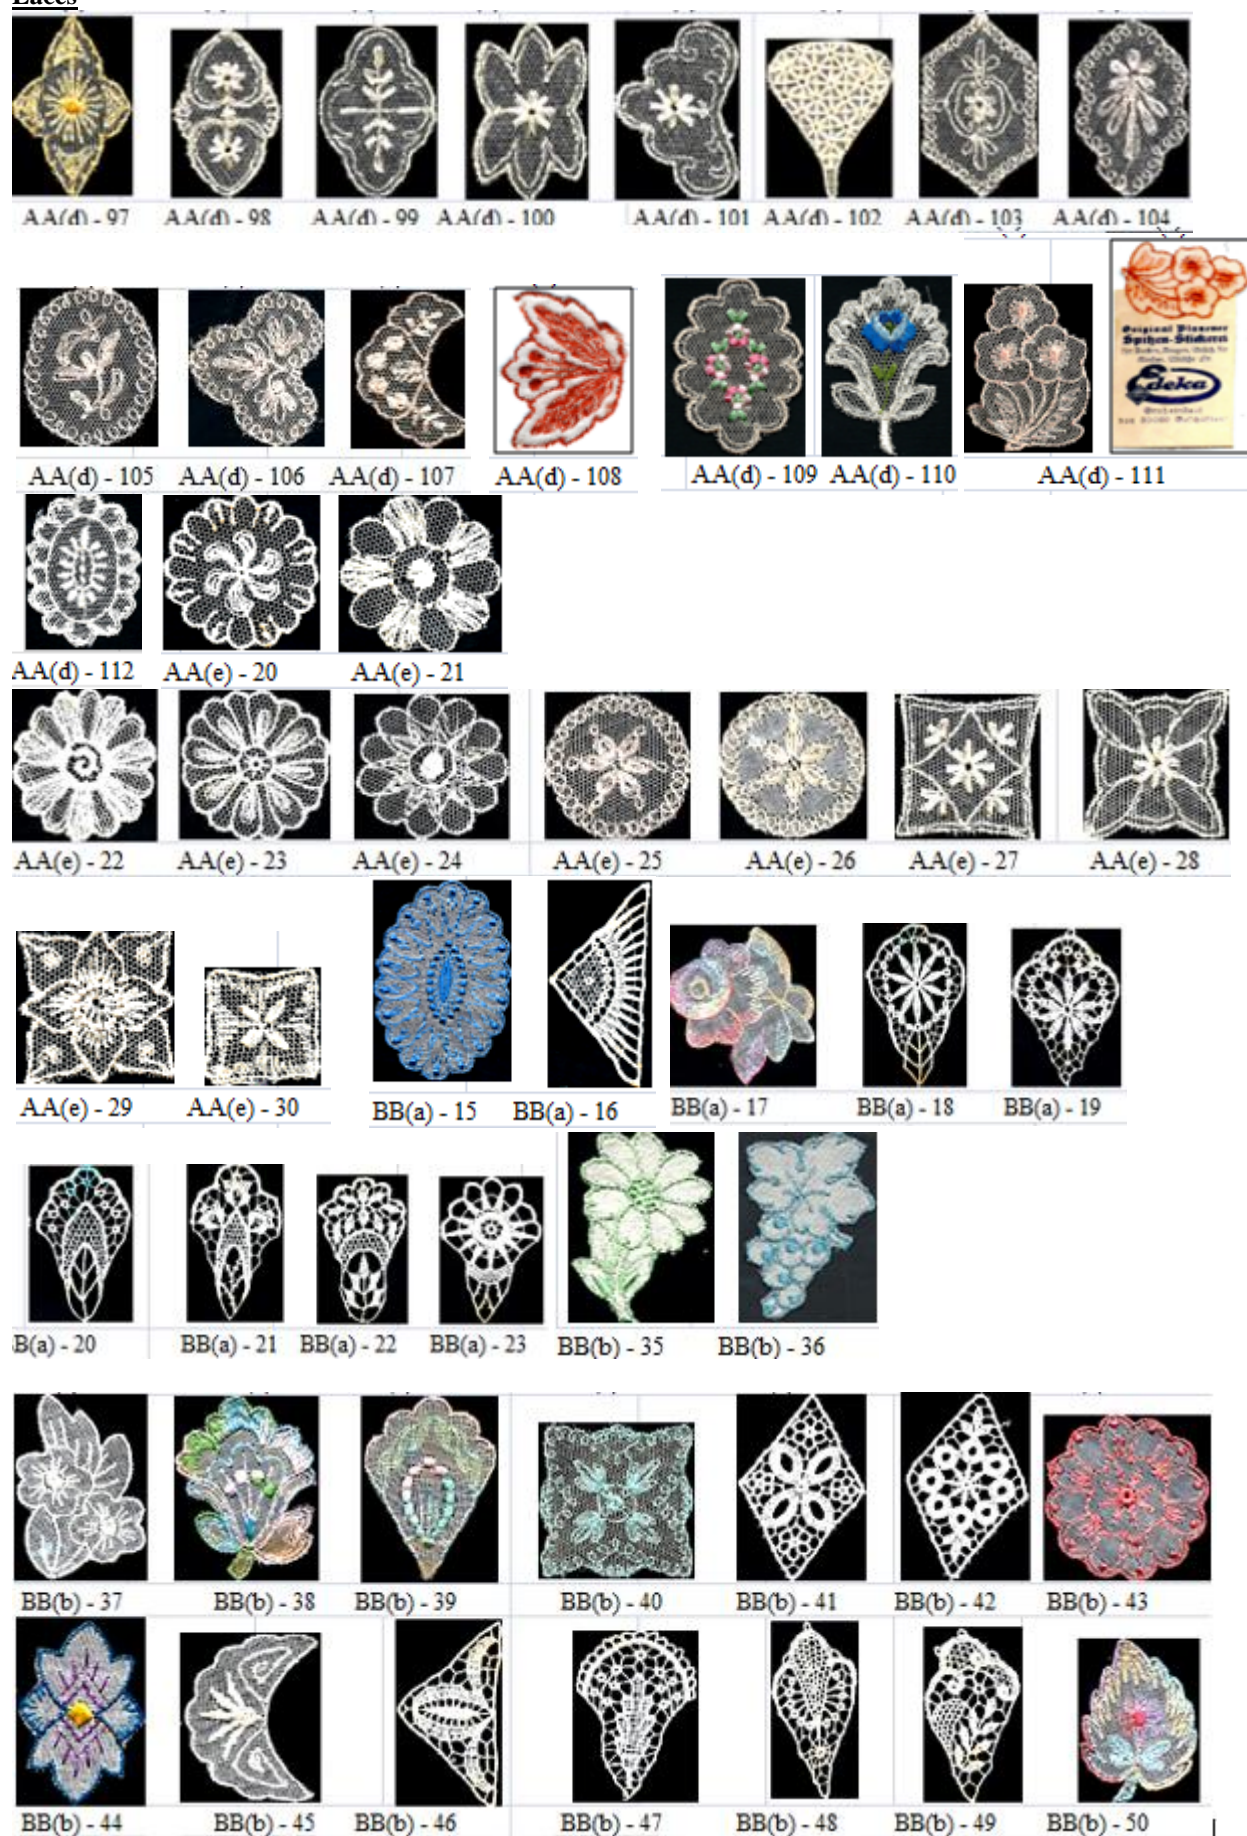 Laces
AA(d) - 97 AA(d) - 98 AA(d) - 99 AA(d) - 100 AA(d) - 101 AA(d) - 102 AA(d) - 103 AA(d) - 104
Original Plauener
Spitzen-Stickerei
Edeka
AA(d) - 105 AA(d) - 106 AA(d) - 107 AA(d) - 108 AA(d) - 109 AA(d) - 110 AA(d) - 111
AA(d) - 112 AA(e) - 20 AA(e) - 21
AA(e) - 22 AA(e) - 23 AA(e) - 24 AA(e) - 25 AA(e) - 26 AA(e) - 27 AA(e) - 28
AA(e) - 29 AA(e) - 30 BB(a) - 15 BB(a) - 16 BB(a) - 17 BB(a) - 18 BB(a) - 19
B(a) - 20 BB(a) - 21 BB(a) - 22 BB(a) - 23 BB(b) - 35 BB(b) - 36
BB(b) - 37 BB(b) - 38 BB(b) - 39 BB(b) - 40 BB(b) - 41 BB(b) - 42 BB(b) - 43
BB(b) - 44 BB(b) - 45 BB(b) - 46 BB(b) - 47 BB(b) - 48 BB(b) - 49 BB(b) - 50